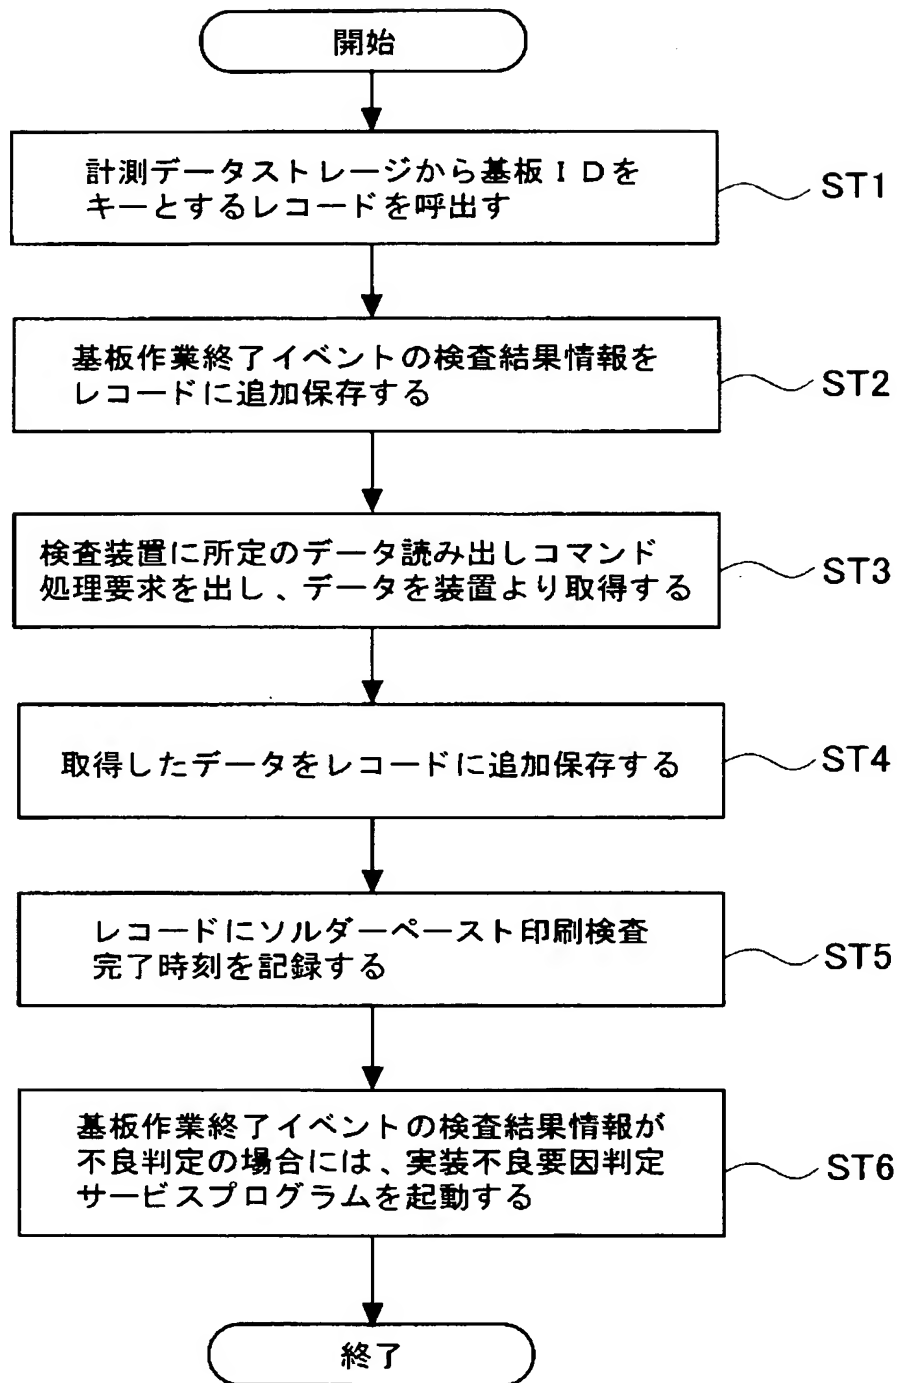 開始
計測データストレージから基板ＩＤを
キーとするレコードを呼出す
ST1
基板作業終了イベントの検査結果情報を
レコードに追加保存する
ST2
検査装置に所定のデータ読み出しコマンド
処理要求を出し、データを装置より取得する
ST3
取得したデータをレコードに追加保存する
ST4
レコードにソルダーペースト印刷検査
完了時刻を記録する
ST5
基板作業終了イベントの検査結果情報が
不良判定の場合には、実装不良要因判定
サービスプログラムを起動する
ST6
終了